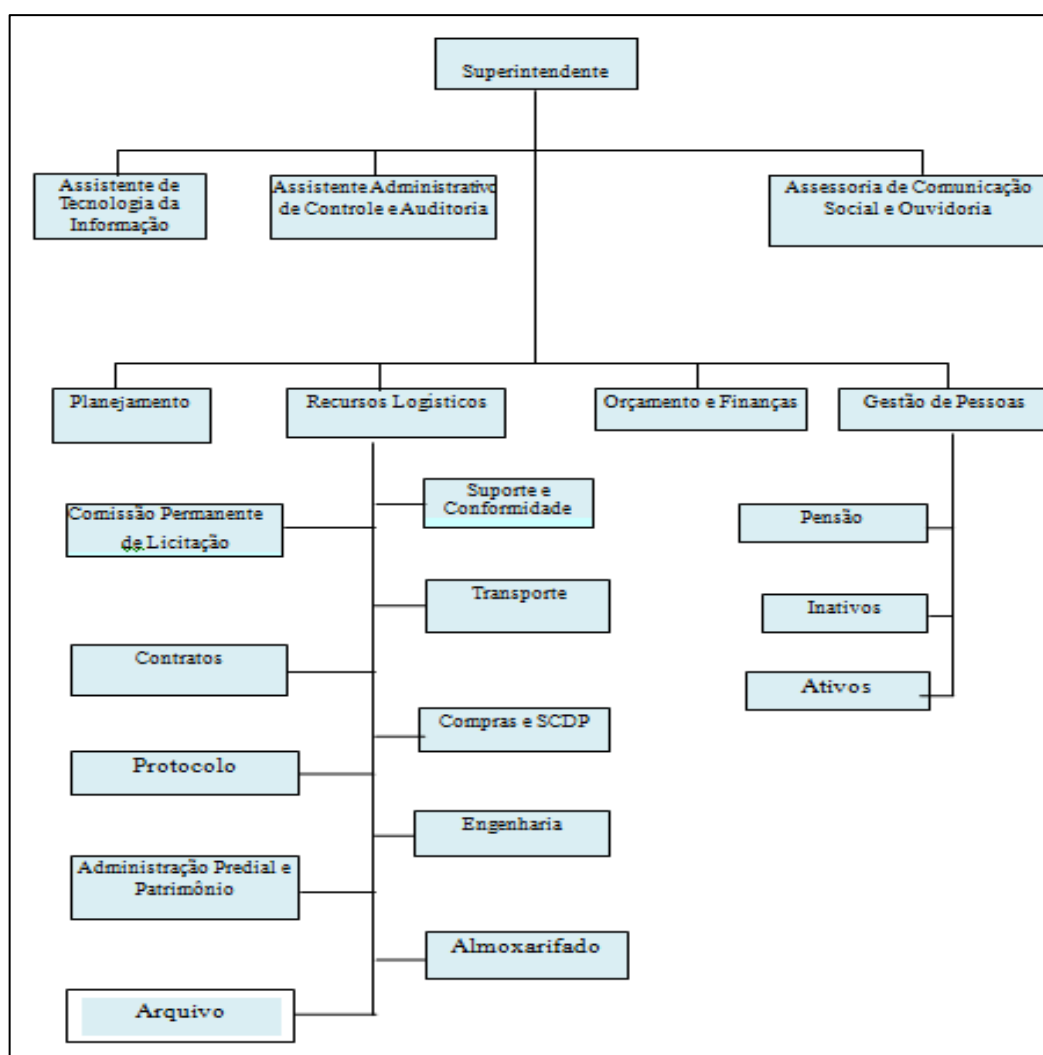 Superintendente
Assistente de
Tecnologia da
Informação
Assistente Administrativo
de Controle e Auditoria
Assessoria de Comunicação
Social e Ouvidoria
Planejamento
Recursos Logísticos
Orçamento e Finanças
Gestão de Pessoas
Comissão Permanente
de Licitação
Suporte e
Conformidade
Pensão
Transporte
Inativos
Contratos
Ativos
Compras e SCDP
Protocolo
Engenharia
Administração Predial e
Patrimônio
Almoxarifado
Arquivo